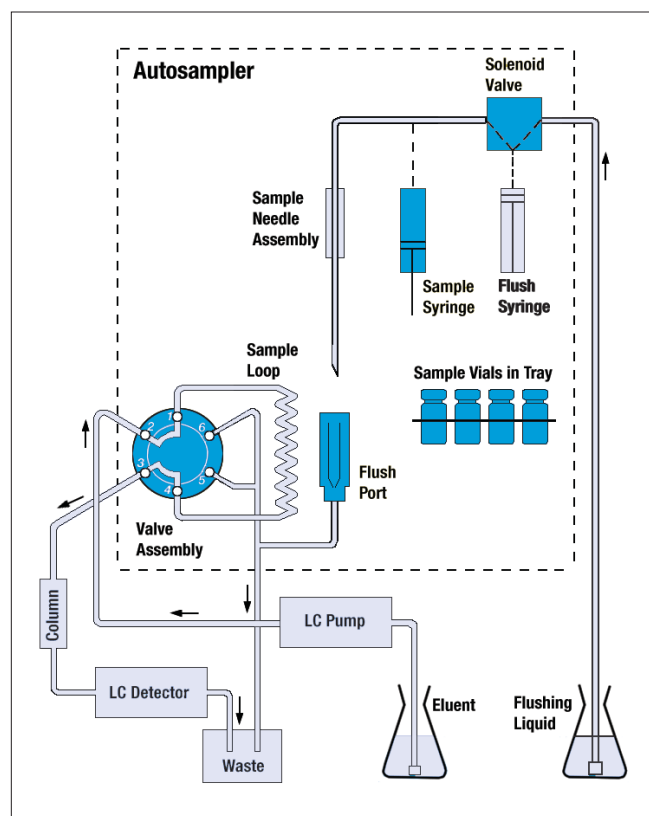 Autosampler
Solenoid
Valve
Sample
Needle
Assembly
Sample
Syringe
Flush
Syringe
Sample
Loop
Sample Vials in Tray
1
2
6
3
5
4
Flush
Port
Valve
Assembly
Column
LC Pump
LC Detector
Eluent
Flushing
Liquid
Waste